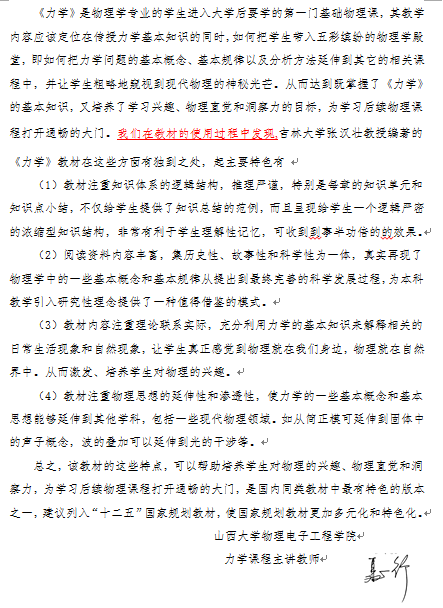 《力学》是物理学专业的学生进入大学后要学的第一门基础物理课，其教学
内容应该定位在传授力学基本知识的同时，如何把学生带入五彩缤纷的物理学殿
堂，即如何把力学问题的基本概念、基本规律以及分析方法延伸到其它的相关课
程中，并让学生粗略地窥视到现代物理的神秘光芒。从而达到既掌握了《力学》
的基本知识，又培养了学习兴趣、物理直觉和洞察力的目标，为学习后续物理课
程打开通畅的大门。我们在教材的使用过程中发现,吉林大学张汉壮教授编著的
《力学》教材在这些方面有独到之处，起主要特色有
（1）教材注重知识体系的逻辑结构，推理严谨，特别是每章的知识单元和
知识点小结，不仅给学生提供了知识总结的范例，而且呈现给学生一个逻辑严密
的浓缩型知识结构，非常有利于学生理解性记忆，可收到到事半功倍的的效果。
（2）阅读资料内容丰富，集历史性、故事性和科学性为一体，真实再现了
物理学中的一些基本概念和基本规律从提出到最终完善的科学发展过程，为本科
教学引入研究性理念提供了一种值得借鉴的模式。
（3）教材内容注重理论联系实际，充分利用力学的基本知识来解释相关的
日常生活现象和自然现象，让学生真正感觉到物理就在我们身边，物理就在自然
界中。从而激发、培养学生对物理的兴趣。
（4）教材注重物理思想的延伸性和渗透性，使力学的一些基本概念和基本
思想能够延伸到其他学科，包括一些现代物理领域。如从简正模可延伸到固体中
的声子概念，波的叠加可以延伸到光的干涉等。
总之，该教材的这些特点，可以帮助培养学生对物理的兴趣、物理直觉和洞
察力，为学习后续物理课程打开通畅的大门，是国内同类教材中最有特色的版本
之一，建议列入“十二五”国家规划教材，使国家规划教材更加多元化和特色化。
山西大学物理电子工程学院
力学课程主讲教师